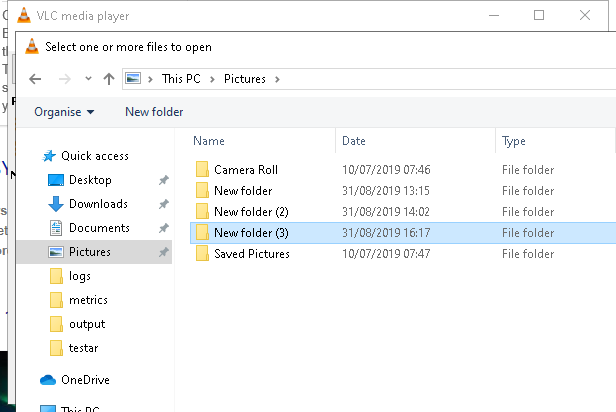 VLC media player
Select one or more files to open
This PC > Pictures >
Organise New folder
Name Date Type
Quick access
Desktop
Downloads
Documents
Pictures
logs
metrics
output
testar
OneDrive
This PC
Camera Roll 10/07/2019 07:46 File folder
New folder 31/08/2019 13:15 File folder
New folder (2) 31/08/2019 14:02 File folder
New folder (3) 31/08/2019 16:17 File folder
Saved Pictures 10/07/2019 07:47 File folder